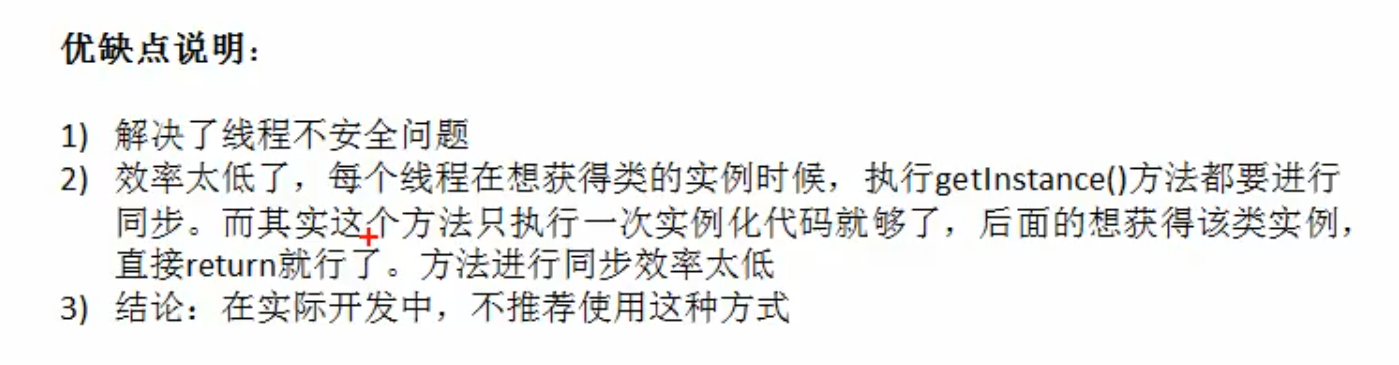 优缺点说明：
1) 解决了线程不安全问题
2) 效率太低了，每个线程在想获得类的实例时候，执行getInstance()方法都要进行
同步。而其实这个方法只执行一次实例化代码就够了，后面的想获得该类实例，
直接return就行了。方法进行同步效率太低
3) 结论：在实际开发中，不推荐使用这种方式